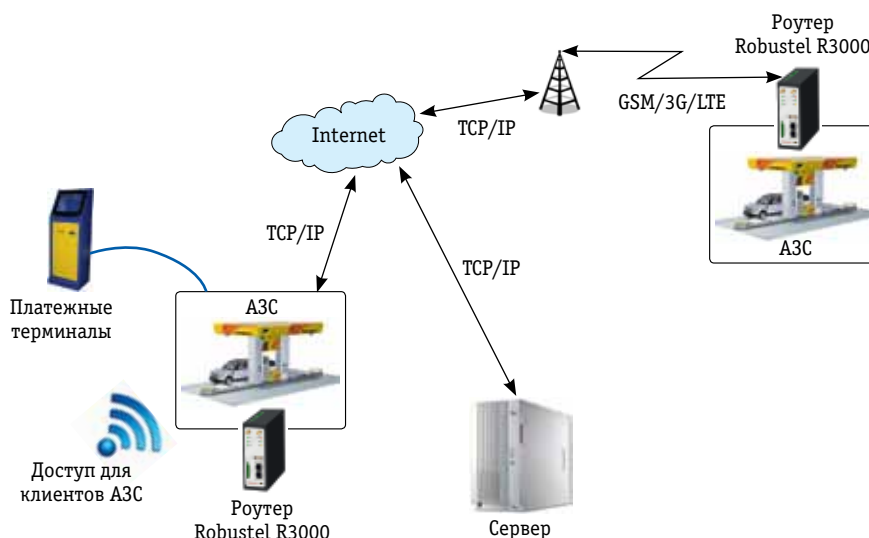 Роутер
Robustel R3000
GSM/3G/LTE
TCP/IP
Internet
АЗС
TCP/IP
TCP/IP
Платежные
терминалы
АЗС
Доступ для
клиентов АЗС
Роутер
Robustel R3000
Сервер